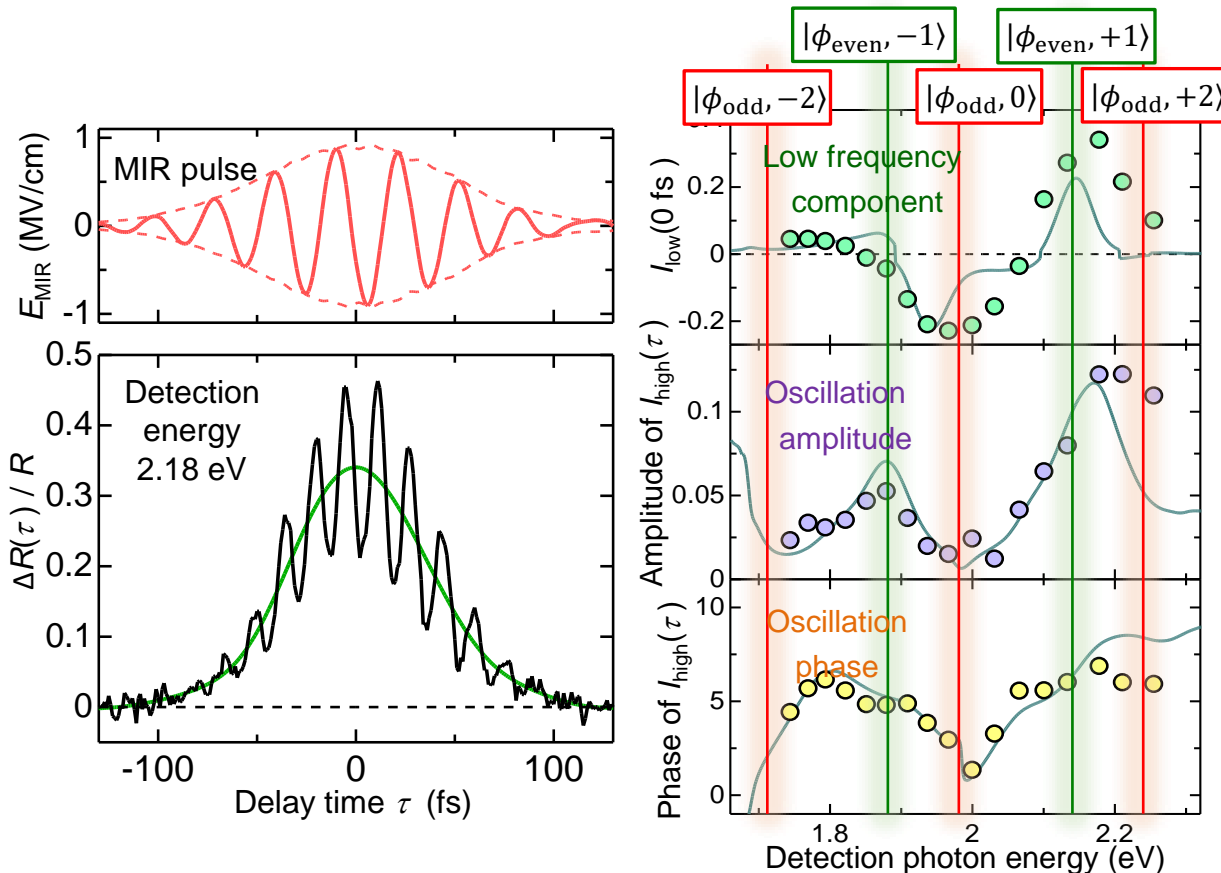 MIR pulse
E_MIR (MV/cm)
1
0
-1
Detection
energy
2.18 eV
ΔR(τ) / R
0.5
0.4
0.3
0.2
0.1
0
-100
0
100
Delay time τ (fs)
|ϕ_even, −1⟩
|ϕ_even, +1⟩
|ϕ_odd, −2⟩
|ϕ_odd, 0⟩
|ϕ_odd, +2⟩
Low frequency
component
I_low(0 fs)
0.2
0
-0.2
Oscillation
amplitude
Amplitude of I_high(τ)
0.1
0.05
0
Oscillation
phase
Phase of I_high(τ)
10
5
0
1.8
2
2.2
Detection photon energy (eV)